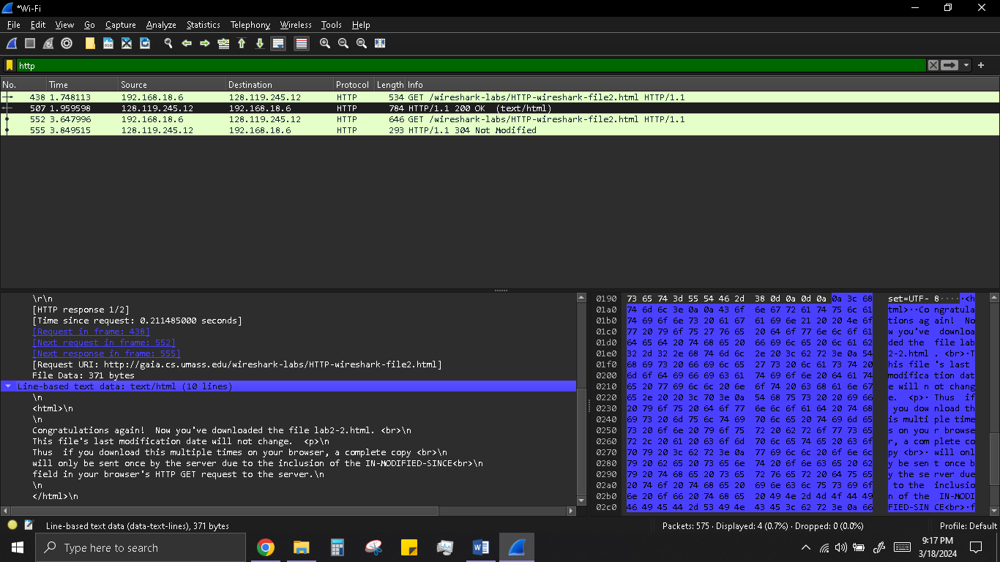 *Wi-Fi
File Edit View Go Capture Analyze Statistics Telephony Wireless Tools Help
http
No. Time Source Destination Protocol Length Info
438 1.748113 192.168.18.6 128.119.245.12 HTTP 534 GET /wireshark-labs/HTTP-wireshark-file2.html HTTP/1.1
507 1.959598 128.119.245.12 192.168.18.6 HTTP 784 HTTP/1.1 200 OK (text/html)
552 3.647996 192.168.18.6 128.119.245.12 HTTP 646 GET /wireshark-labs/HTTP-wireshark-file2.html HTTP/1.1
555 3.849515 128.119.245.12 192.168.18.6 HTTP 293 HTTP/1.1 304 Not Modified
\r\n
[HTTP response 1/2]
[Time since request: 0.211485000 seconds]
[Request in frame: 438]
[Next request in frame: 552]
[Next response in frame: 555]
[Request URI: http://gaia.cs.umass.edu/wireshark-labs/HTTP-wireshark-file2.html]
File Data: 371 bytes
Line-based text data: text/html (10 lines)
\n
<html>\n
\n
Congratulations again!  Now you've downloaded the file lab2-2.html. <br>\n
This file's last modification date will not change.  <p>\n
Thus  if you download this multiple times on your browser, a complete copy <br>\n
will only be sent once by the server due to the inclusion of the IN-MODIFIED-SINCE<br>\n
field in your browser's HTTP GET request to the server.\n
\n
</html>\n
0190 73 65 74 3d 55 54 46 2d 38 0d 0a 0d 0a 0a 3c 68 set=UTF- 8·····<h
01a0 74 6d 6c 3e 0a 0a 43 6f 6e 67 72 61 74 75 6c 61 tml>··Co ngratula
01b0 74 69 6f 6e 73 20 61 67 61 69 6e 21 20 20 4e 6f tions ag ain!  No
01c0 77 20 79 6f 75 27 76 65 20 64 6f 77 6e 6c 6f 61 w you've downloa
01d0 64 65 64 20 74 68 65 20 66 69 6c 65 20 6c 61 62 ded the file lab
01e0 32 2d 32 2e 68 74 6d 6c 2e 20 3c 62 72 3e 0a 54 2-2.html . <br>·T
01f0 68 69 73 20 66 69 6c 65 27 73 20 6c 61 73 74 20 his file 's last
0200 6d 6f 64 69 66 69 63 61 74 69 6f 6e 20 64 61 74 modifica tion dat
0210 65 20 77 69 6c 6c 20 6e 6f 74 20 63 68 61 6e 67 e will n ot chang
0220 65 2e 20 20 3c 70 3e 0a 54 68 75 73 20 20 69 66 e.  <p>· Thus  if
0230 20 79 6f 75 20 64 6f 77 6e 6c 6f 61 64 20 74 68 you dow nload th
0240 69 73 20 6d 75 6c 74 69 70 6c 65 20 74 69 6d 65 is multi ple time
0250 73 20 6f 6e 20 79 6f 75 72 20 62 72 6f 77 73 65 s on you r browse
0260 72 2c 20 61 20 63 6f 6d 70 6c 65 74 65 20 63 6f r, a com plete co
0270 70 79 20 3c 62 72 3e 0a 77 69 6c 6c 20 6f 6e 6c py <br>· will onl
0280 79 20 62 65 20 73 65 6e 74 20 6f 6e 63 65 20 62 y be sen t once b
0290 79 20 74 68 65 20 73 65 72 76 65 72 20 64 75 65 y the se rver due
02a0 20 74 6f 20 74 68 65 20 69 6e 63 6c 75 73 69 6f to the inclusio
02b0 6e 20 6f 66 20 74 68 65 20 49 4e 2d 4d 4f 44 49 n of the IN-MODI
02c0 46 49 45 44 2d 53 49 4e 43 45 3c 62 72 3e 0a 66 FIED-SIN CE<br>·f
Line-based text data (data-text-lines), 371 bytes
Packets: 575 · Displayed: 4 (0.7%) · Dropped: 0 (0.0%)
Profile: Default
Type here to search
9:17 PM
3/18/2024